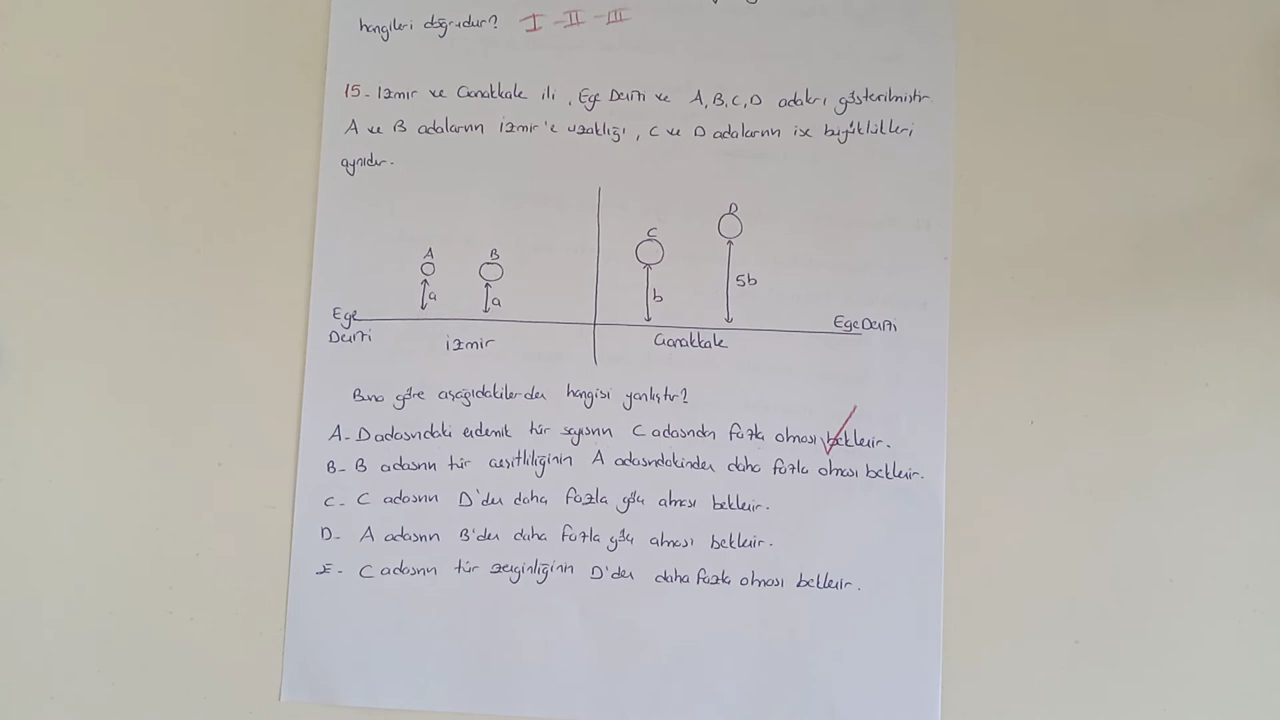 hangileri doğrudur? I - II - III
15- İzmir ve Çanakkale ili, Ege Denizi ve A, B, C, D adaları gösterilmiştir.
A ve B adalarının İzmir'e uzaklığı, C ve D adalarının ise büyüklükleri
aynıdır.
D
C
A
B
5b
a
a
b
Ege
Denizi
Ege Denizi
İzmir
Çanakkale
Buna göre aşağıdakilerden hangisi yanlıştır?
A- D adasındaki endemik tür sayısının C adasından fazla olması beklenir.
B- B adasının tür çeşitliliğinin A adasındakinden daha fazla olması beklenir.
C- C adasının D'den daha fazla göç alması beklenir.
D- A adasının B'den daha fazla göç alması beklenir.
E- C adasının tür zenginliğinin D'den daha fazla olması beklenir.